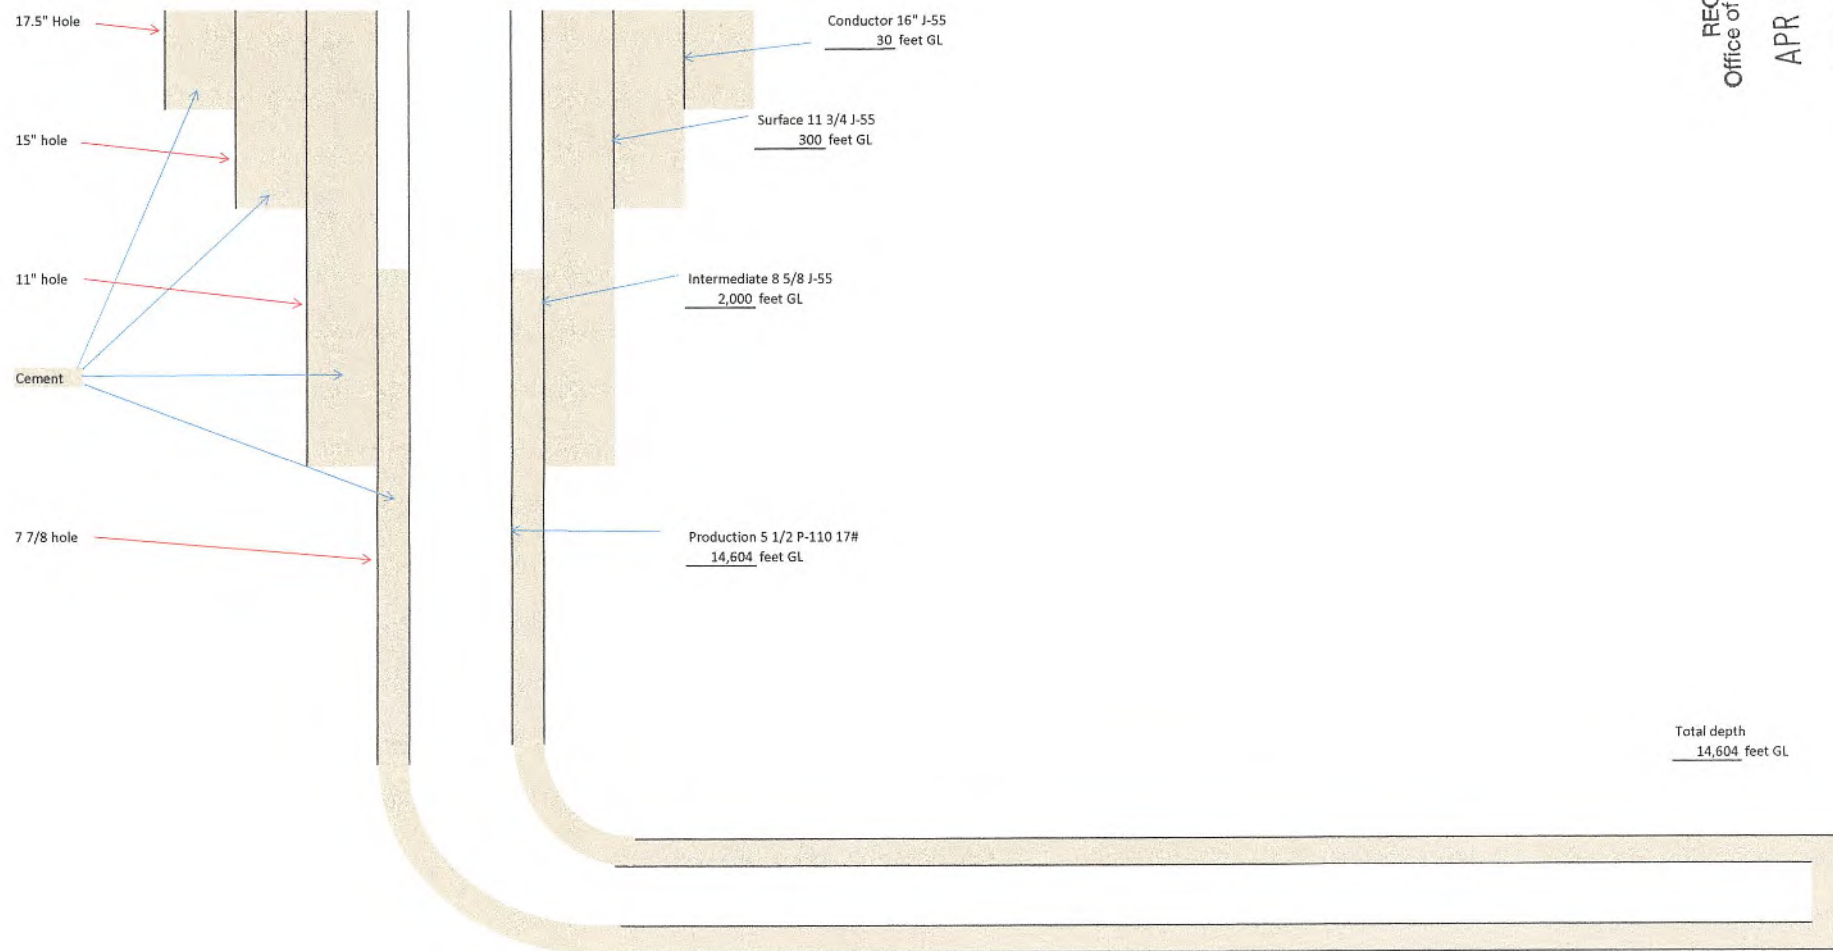 17.5" Hole
Conductor 16" J-55
30 feet GL
Office of
APR
15" hole
Surface 11 3/4 J-55
300 feet GL
11" hole
Intermediate 8 5/8 J-55
2,000 feet GL
Cement
7 7/8 hole
Production 5 1/2 P-110 17#
14,604 feet GL
Total depth
14,604 feet GL